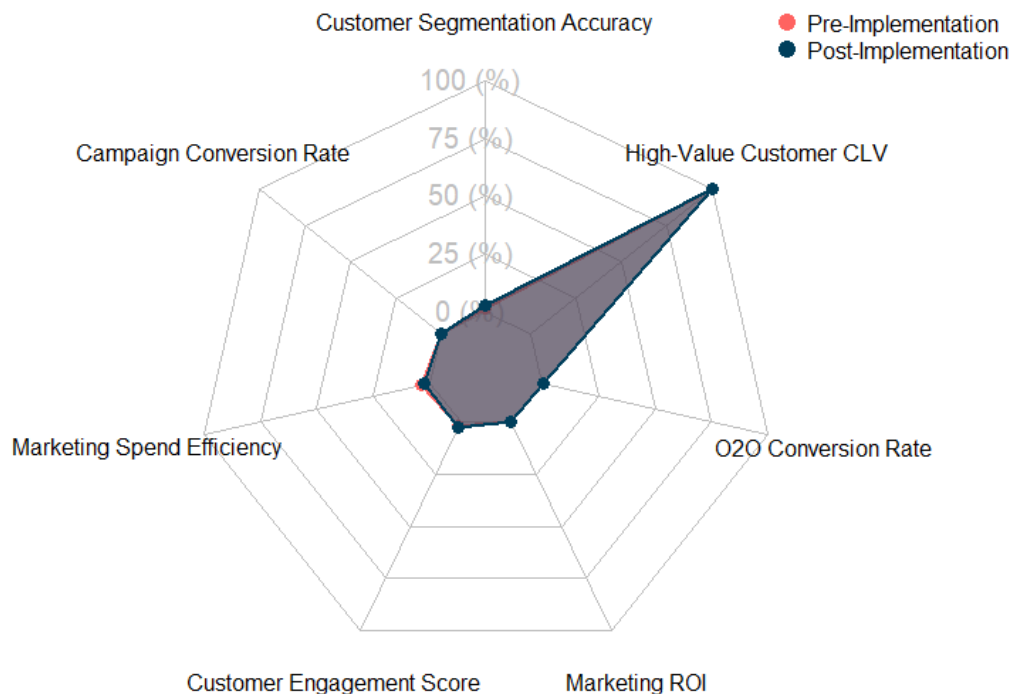 Customer Segmentation Accuracy
Pre-Implementation
Post-Implementation
100 (%)
75 (%)
Campaign Conversion Rate
High-Value Customer CLV
50 (%)
25 (%)
0 (%)
Marketing Spend Efficiency
O2O Conversion Rate
Customer Engagement Score
Marketing ROI